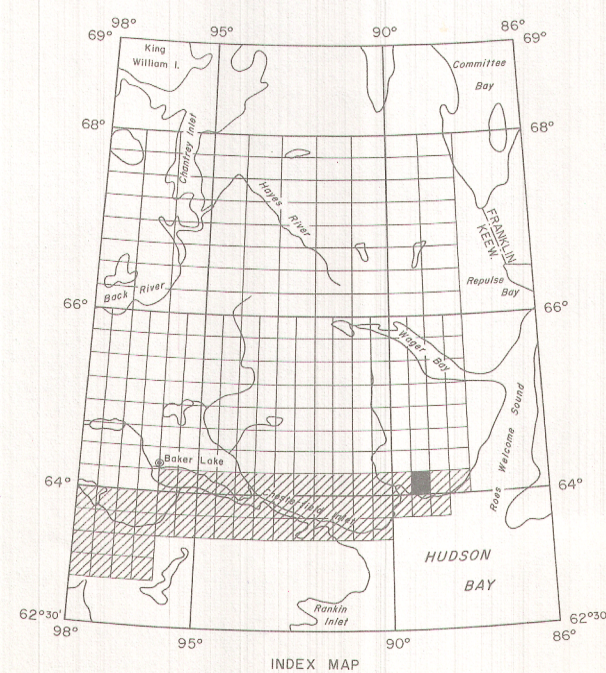 98°
95°
90°
86°
69°
69°
King
William I.
Committee
Bay
68°
68°
Chantrey Inlet
Hayes
River
FRANKLIN
KEEW.
Back River
Repulse
Bay
66°
66°
Wager Bay
Roes Welcome Sound
Baker Lake
64°
64°
Chesterfield Inlet
HUDSON
BAY
Rankin
Inlet
62°30'
62°30'
98°
95°
90°
86°
INDEX MAP